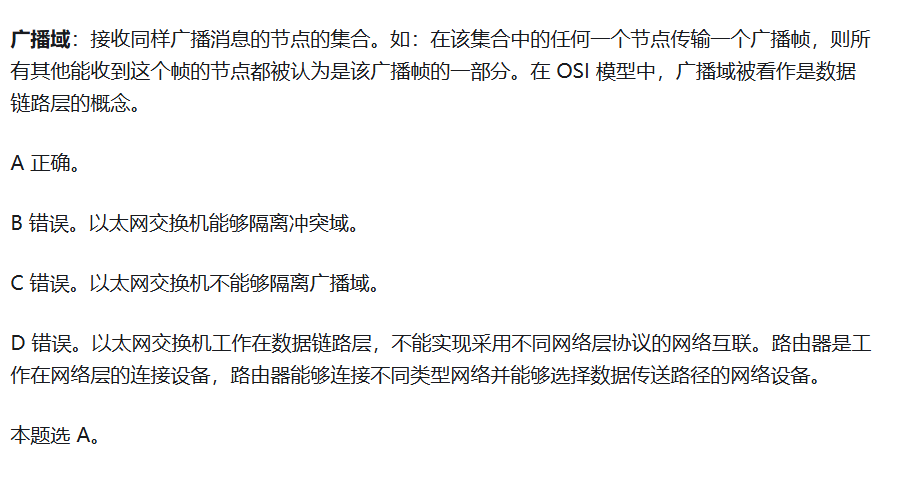 广播域：接收同样广播消息的节点的集合。如：在该集合中的任何一个节点传输一个广播帧，则所
有其他能收到这个帧的节点都被认为是该广播帧的一部分。在 OSI 模型中，广播域被看作是数据
链路层的概念。
A 正确。
B 错误。以太网交换机能够隔离冲突域。
C 错误。以太网交换机不能够隔离广播域。
D 错误。以太网交换机工作在数据链路层，不能实现采用不同网络层协议的网络互联。路由器是工
作在网络层的连接设备，路由器能够连接不同类型网络并能够选择数据传送路径的网络设备。
本题选 A。